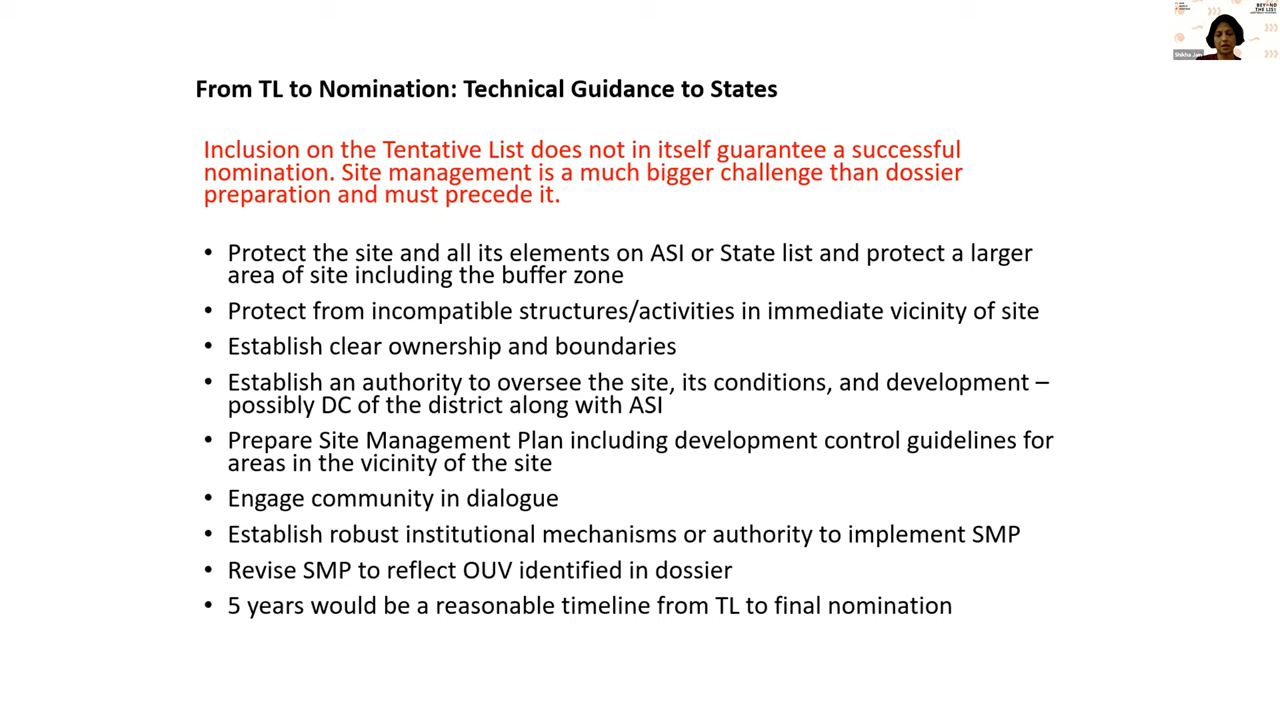 BEYOND
THE LIST
Shikha Jain
From TL to Nomination: Technical Guidance to States
Inclusion on the Tentative List does not in itself guarantee a successful
nomination. Site management is a much bigger challenge than dossier
preparation and must precede it.
• Protect the site and all its elements on ASI or State list and protect a larger
area of site including the buffer zone
• Protect from incompatible structures/activities in immediate vicinity of site
• Establish clear ownership and boundaries
• Establish an authority to oversee the site, its conditions, and development –
possibly DC of the district along with ASI
• Prepare Site Management Plan including development control guidelines for
areas in the vicinity of the site
• Engage community in dialogue
• Establish robust institutional mechanisms or authority to implement SMP
• Revise SMP to reflect OUV identified in dossier
• 5 years would be a reasonable timeline from TL to final nomination